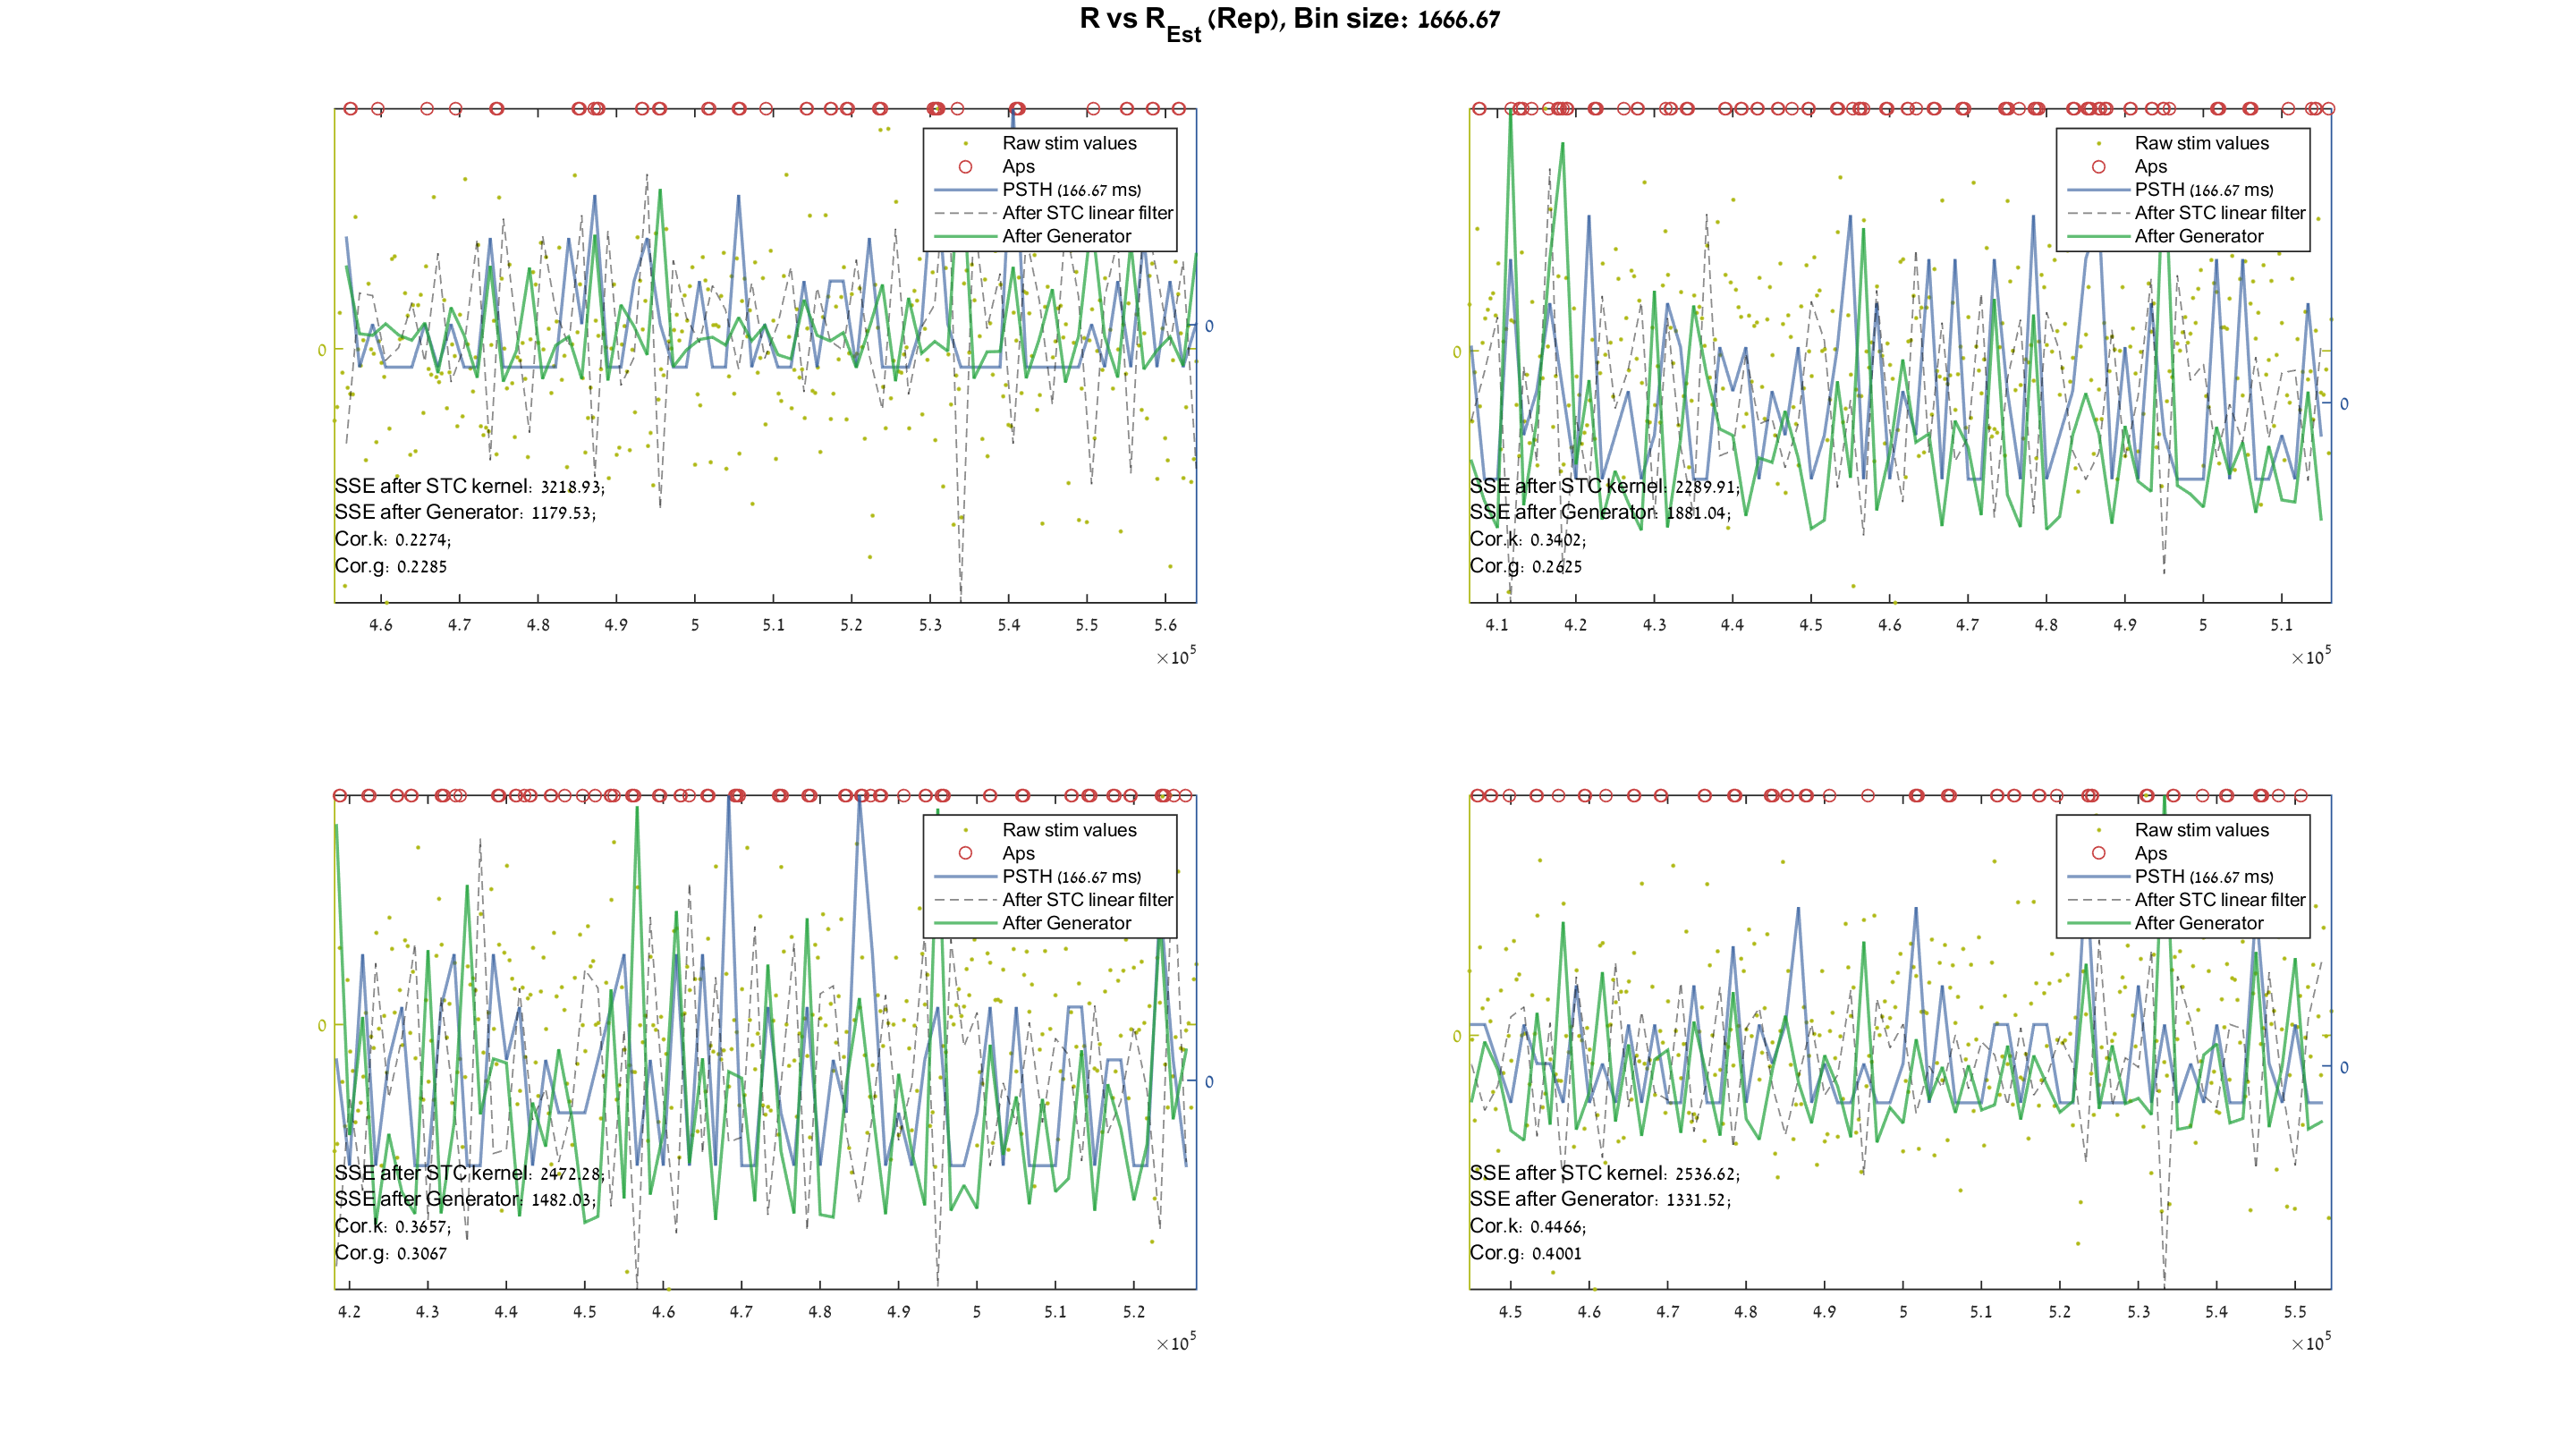 R vs R_Est (Rep), Bin size: 1666.67
Raw stim values
Aps
PSTH (166.67 ms)
After STC linear filter
After Generator
0
0
SSE after STC kernel: 3218.93;
SSE after Generator: 1179.53;
Cor.k: 0.2274;
Cor.g: 0.2285
4.6 4.7 4.8 4.9 5 5.1 5.2 5.3 5.4 5.5 5.6
×10^5
Raw stim values
Aps
PSTH (166.67 ms)
After STC linear filter
After Generator
0
0
SSE after STC kernel: 2289.91;
SSE after Generator: 1881.04;
Cor.k: 0.3402;
Cor.g: 0.2625
4.1 4.2 4.3 4.4 4.5 4.6 4.7 4.8 4.9 5 5.1
×10^5
Raw stim values
Aps
PSTH (166.67 ms)
After STC linear filter
After Generator
0
0
SSE after STC kernel: 2472.28;
SSE after Generator: 1482.03;
Cor.k: 0.3657;
Cor.g: 0.3067
4.2 4.3 4.4 4.5 4.6 4.7 4.8 4.9 5 5.1 5.2
×10^5
Raw stim values
Aps
PSTH (166.67 ms)
After STC linear filter
After Generator
0
0
SSE after STC kernel: 2536.62;
SSE after Generator: 1331.52;
Cor.k: 0.4466;
Cor.g: 0.4001
4.5 4.6 4.7 4.8 4.9 5 5.1 5.2 5.3 5.4 5.5
×10^5